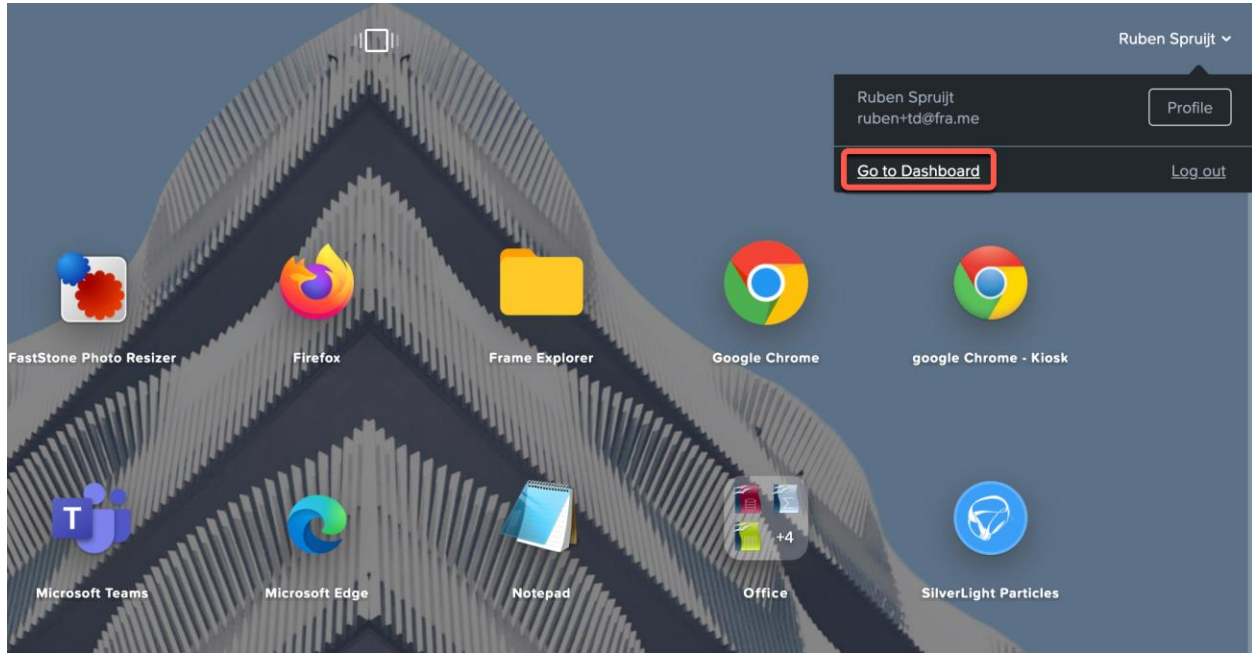 Ruben Spruijt
Ruben Spruijt
ruben+td@fra.me
Profile
Go to Dashboard
Log out
FastStone Photo Resizer
Firefox
Frame Explorer
Google Chrome
google Chrome - Kiosk
T
+4
Microsoft Teams
Microsoft Edge
Notepad
Office
SilverLight Particles